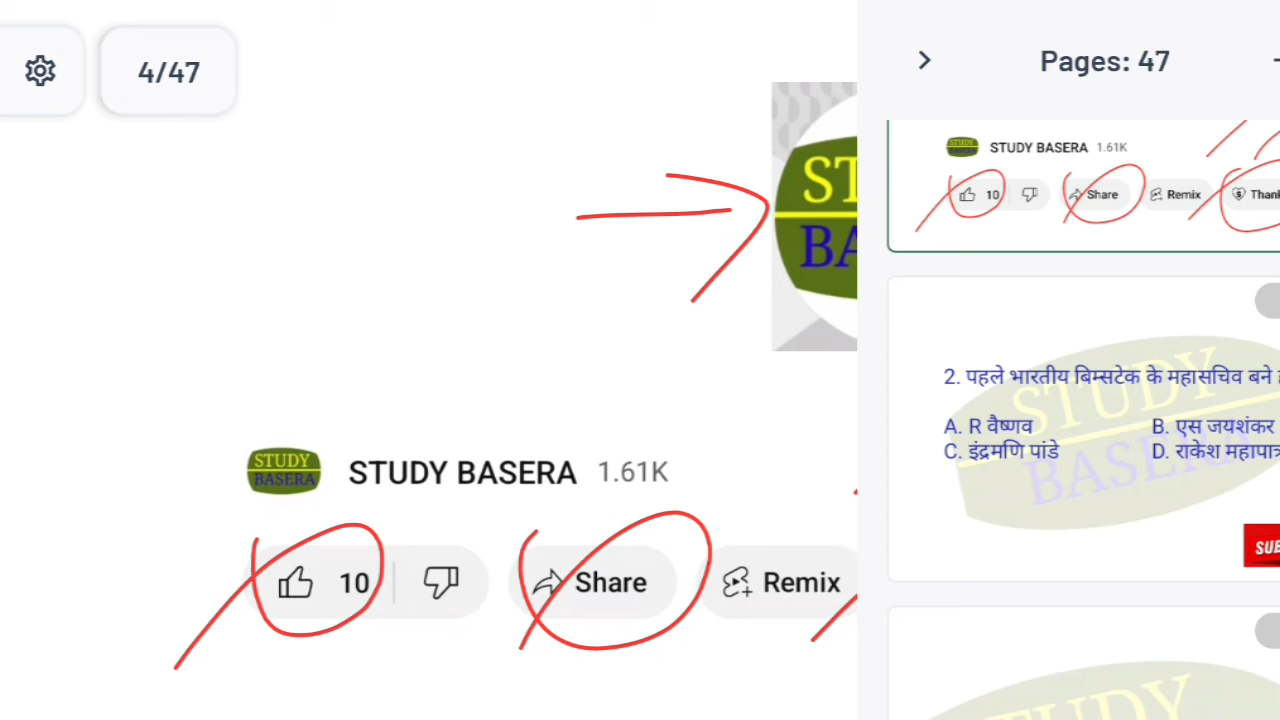 4/47
STUDY BASERA 1.61K
10
Share
Remix
Pages: 47
STUDY BASERA 1.61K
10
Share
Remix
2. पहले भारतीय बिम्सटेक के महासचिव बने
A. R वैष्णव B. एस जयशंकर
C. इंद्रमणि पांडे D. राकेश
STUDY
BASERA
STUDY